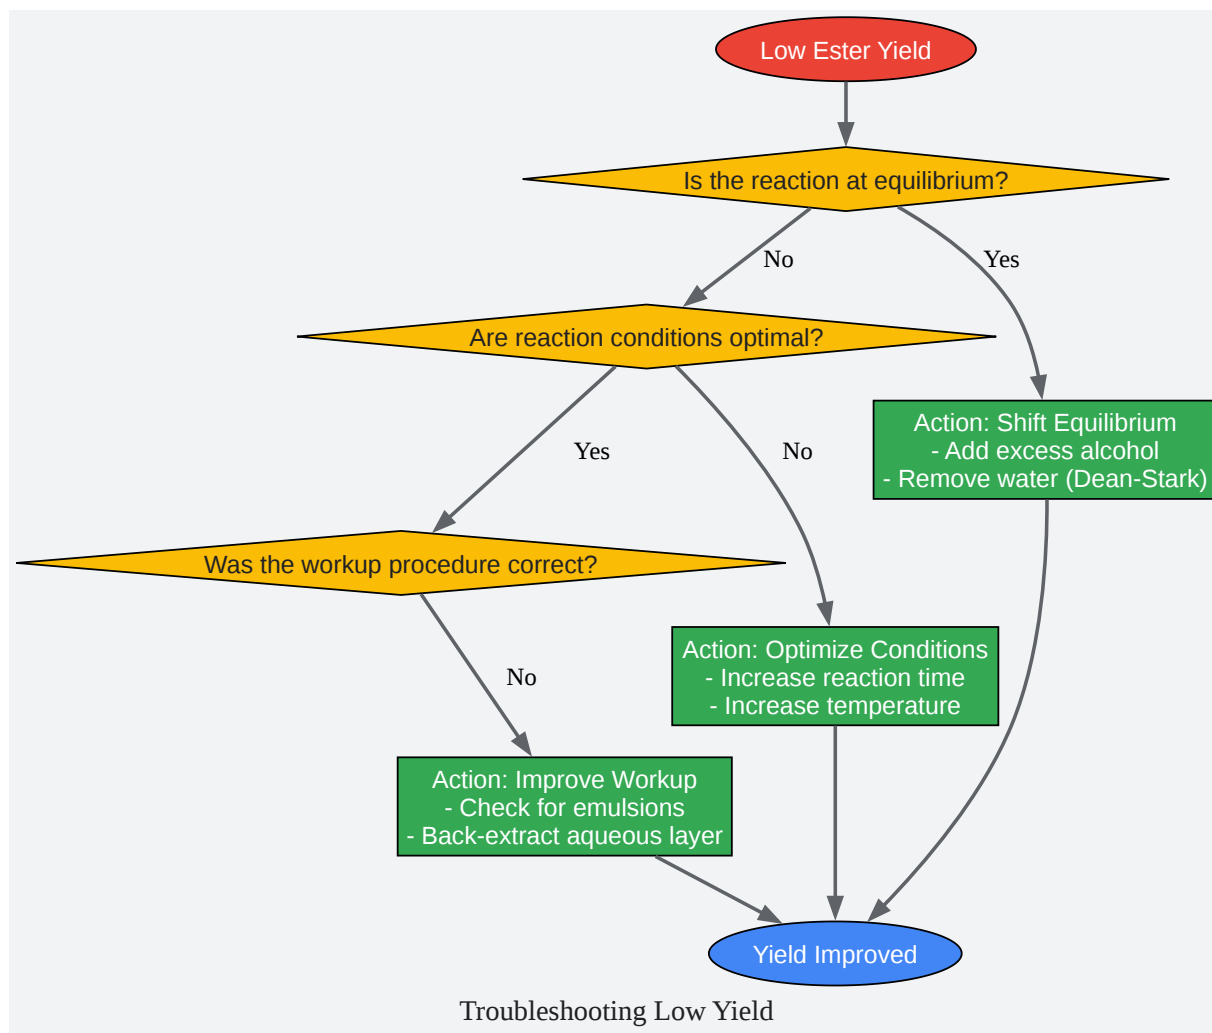 Low Ester Yield
Is the reaction at equilibrium?
No
Yes
Are reaction conditions optimal?
Action: Shift Equilibrium
- Add excess alcohol
- Remove water (Dean-Stark)
Yes
No
Was the workup procedure correct?
Action: Optimize Conditions
- Increase reaction time
- Increase temperature
No
Action: Improve Workup
- Check for emulsions
- Back-extract aqueous layer
Yield Improved
Troubleshooting Low Yield